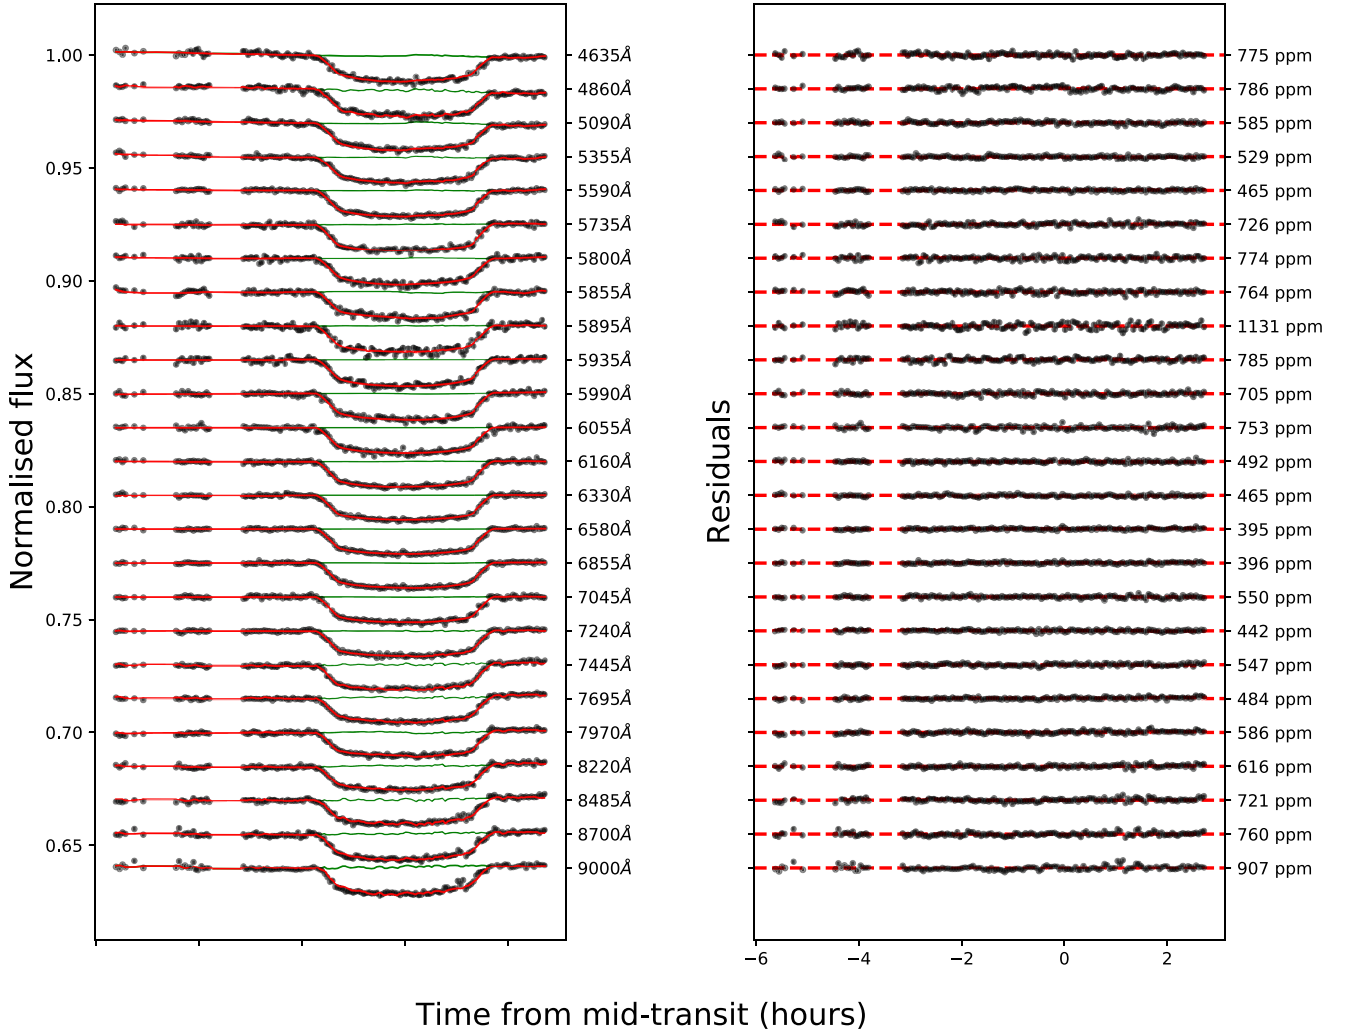 Normalised flux
1.00
0.95
0.90
0.85
0.80
0.75
0.70
0.65
4635Å
4860Å
5090Å
5355Å
5590Å
5735Å
5800Å
5855Å
5895Å
5935Å
5990Å
6055Å
6160Å
6330Å
6580Å
6855Å
7045Å
7240Å
7445Å
7695Å
7970Å
8220Å
8485Å
8700Å
9000Å
Residuals
775 ppm
786 ppm
585 ppm
529 ppm
465 ppm
726 ppm
774 ppm
764 ppm
1131 ppm
785 ppm
705 ppm
753 ppm
492 ppm
465 ppm
395 ppm
396 ppm
550 ppm
442 ppm
547 ppm
484 ppm
586 ppm
616 ppm
721 ppm
760 ppm
907 ppm
−6 −4 −2 0 2
Time from mid-transit (hours)